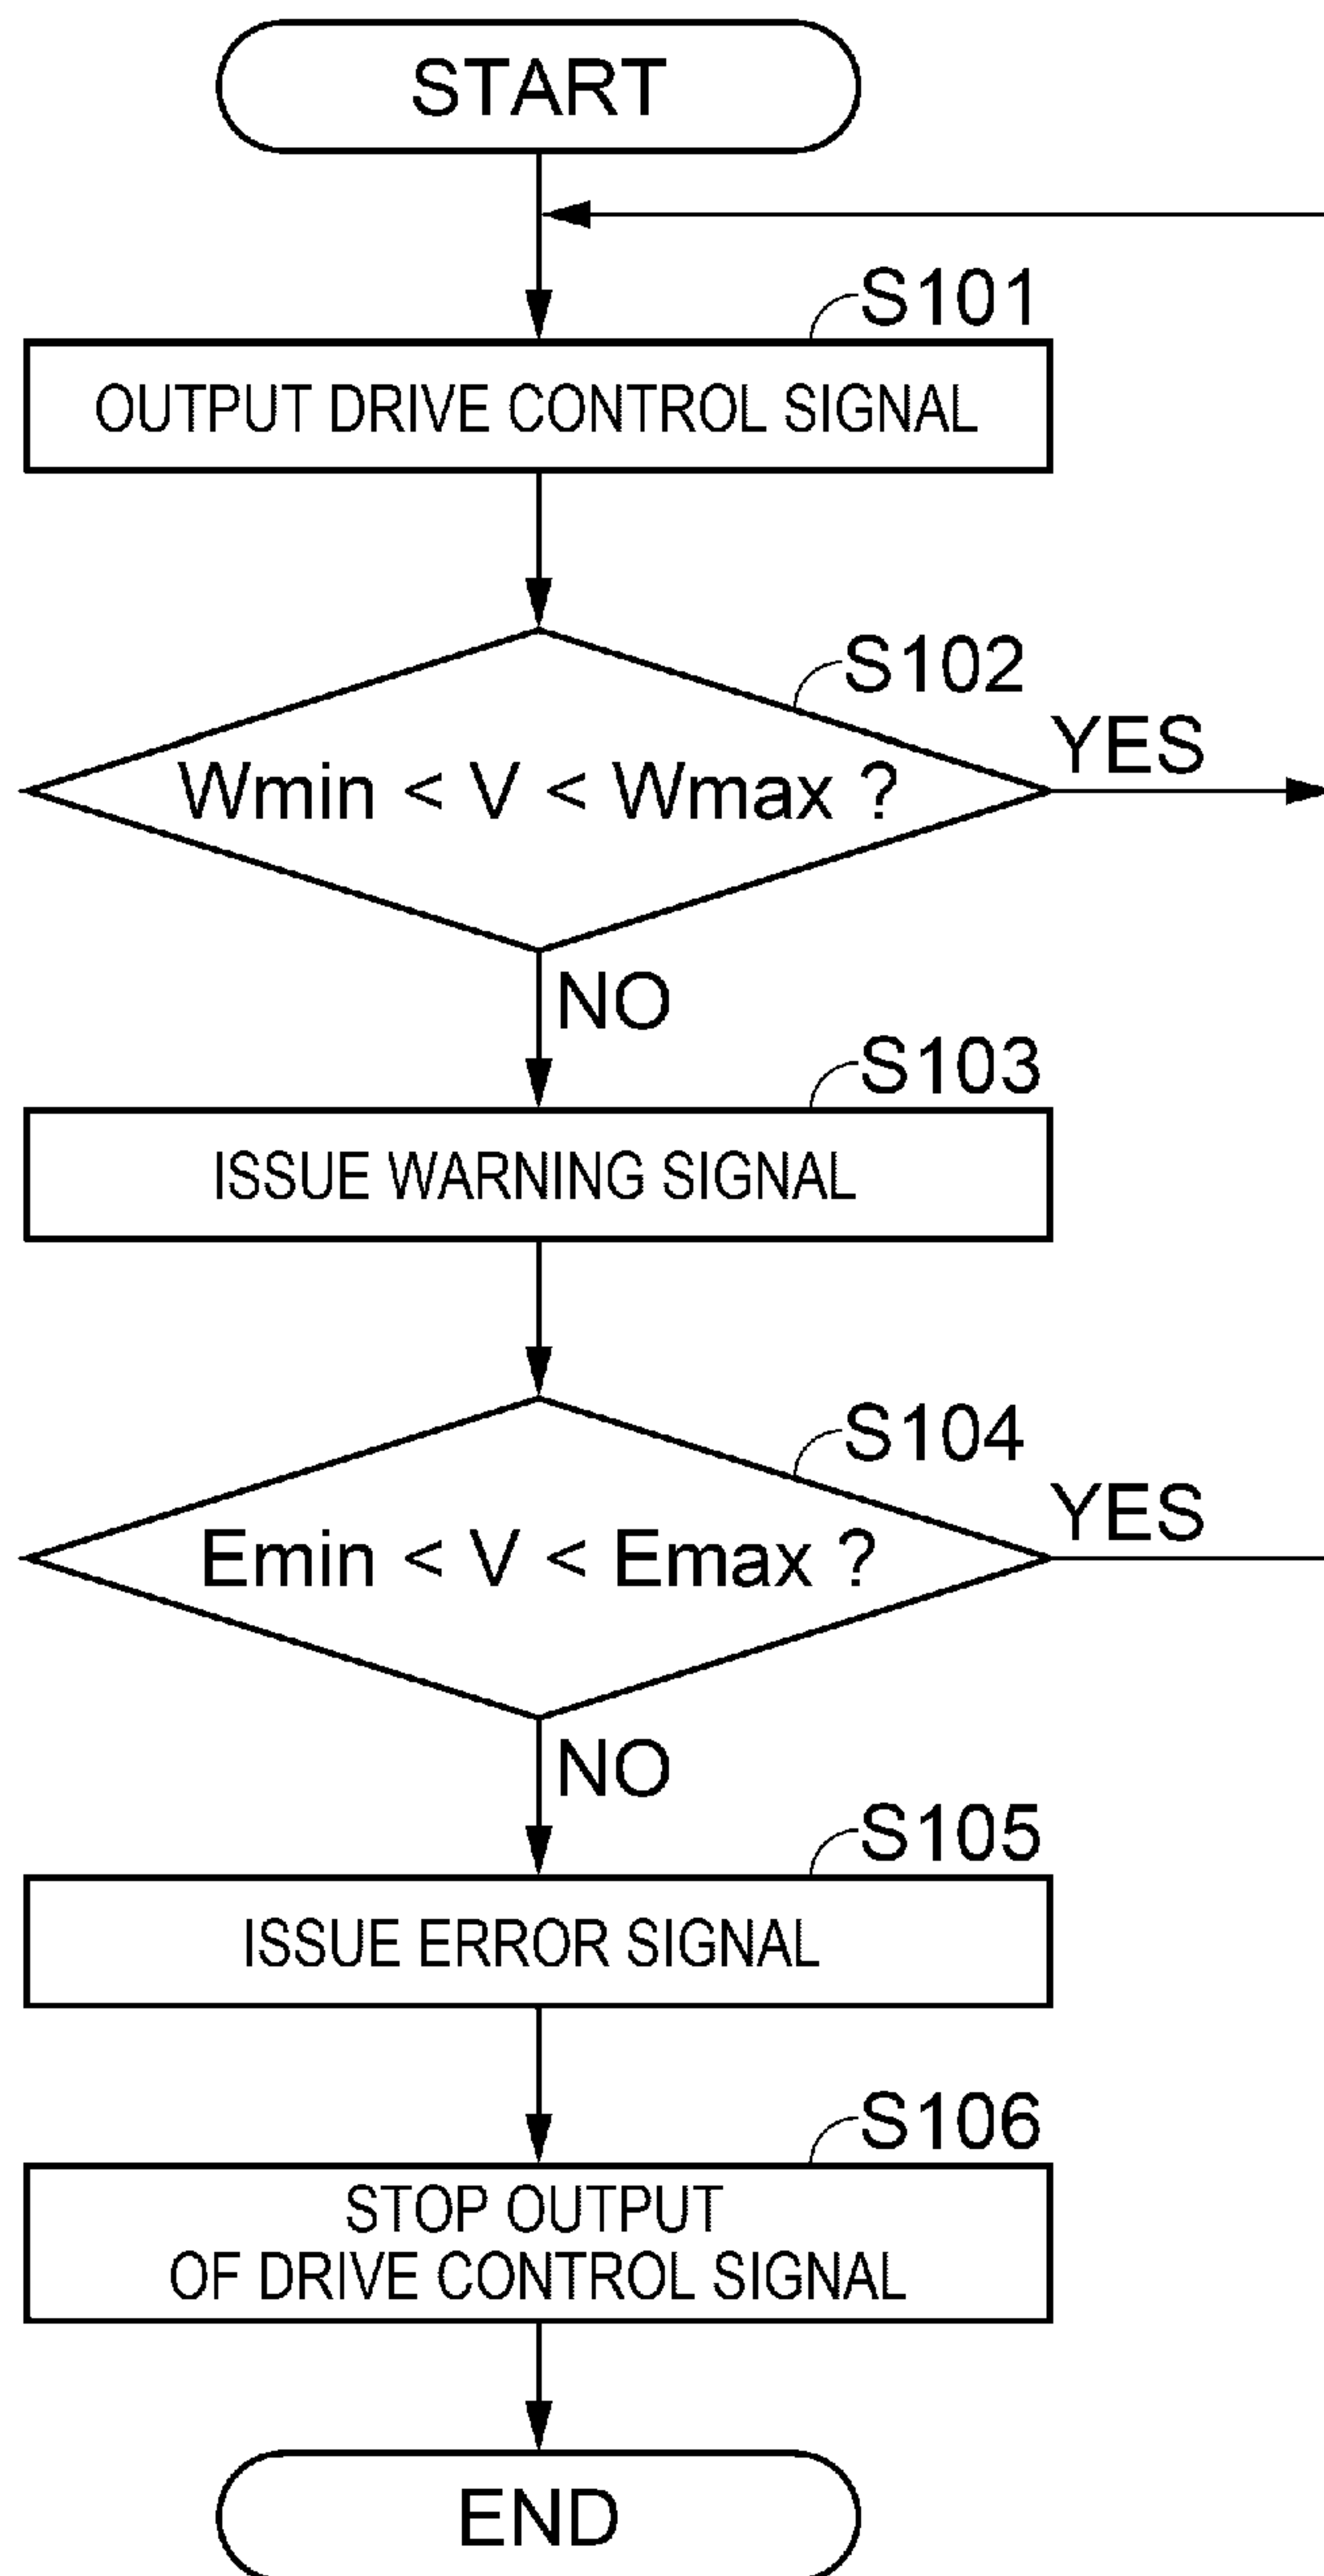 START
S101
OUTPUT DRIVE CONTROL SIGNAL
S102
Wmin < V < Wmax ?
YES
NO
S103
ISSUE WARNING SIGNAL
S104
Emin < V < Emax ?
YES
NO
S105
ISSUE ERROR SIGNAL
S106
STOP OUTPUT
OF DRIVE CONTROL SIGNAL
END